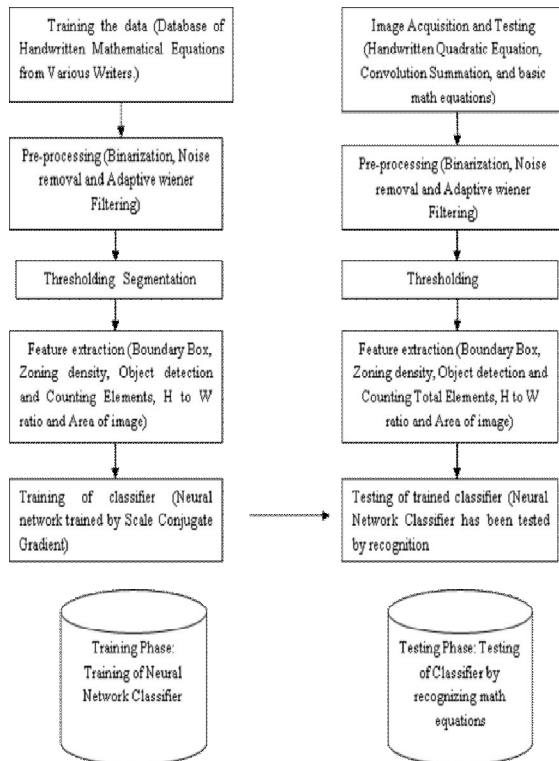 Training the data (Database of
Handwritten Mathematical Equations
from Various Writers.)
Pre-processing (Binarization, Noise
removal and Adaptive wiener
Filtering)
Thresholding Segmentation
Feature extraction (Boundary Box,
Zoning density, Object detection
and Counting Elements, H to W
ratio and Area of image)
Training of classifier (Neural
network trained by Scale Conjugate
Gradient)
Training Phase:
Training of Neural
Network Classifier
Image Acquisition and Testing
(Handwritten Quadratic Equation,
Convolution Summation, and basic
math equations)
Pre-processing (Binarization, Noise
removal and Adaptive wiener
Filtering)
Thresholding
Feature extraction (Boundary Box,
Zoning density, Object detection and
Counting Total Elements, H to W
ratio and Area of image)
Testing of trained classifier (Neural
Network Classifier has been tested
by recognition
Testing Phase: Testing
of Classifier by
recognizing math
equations